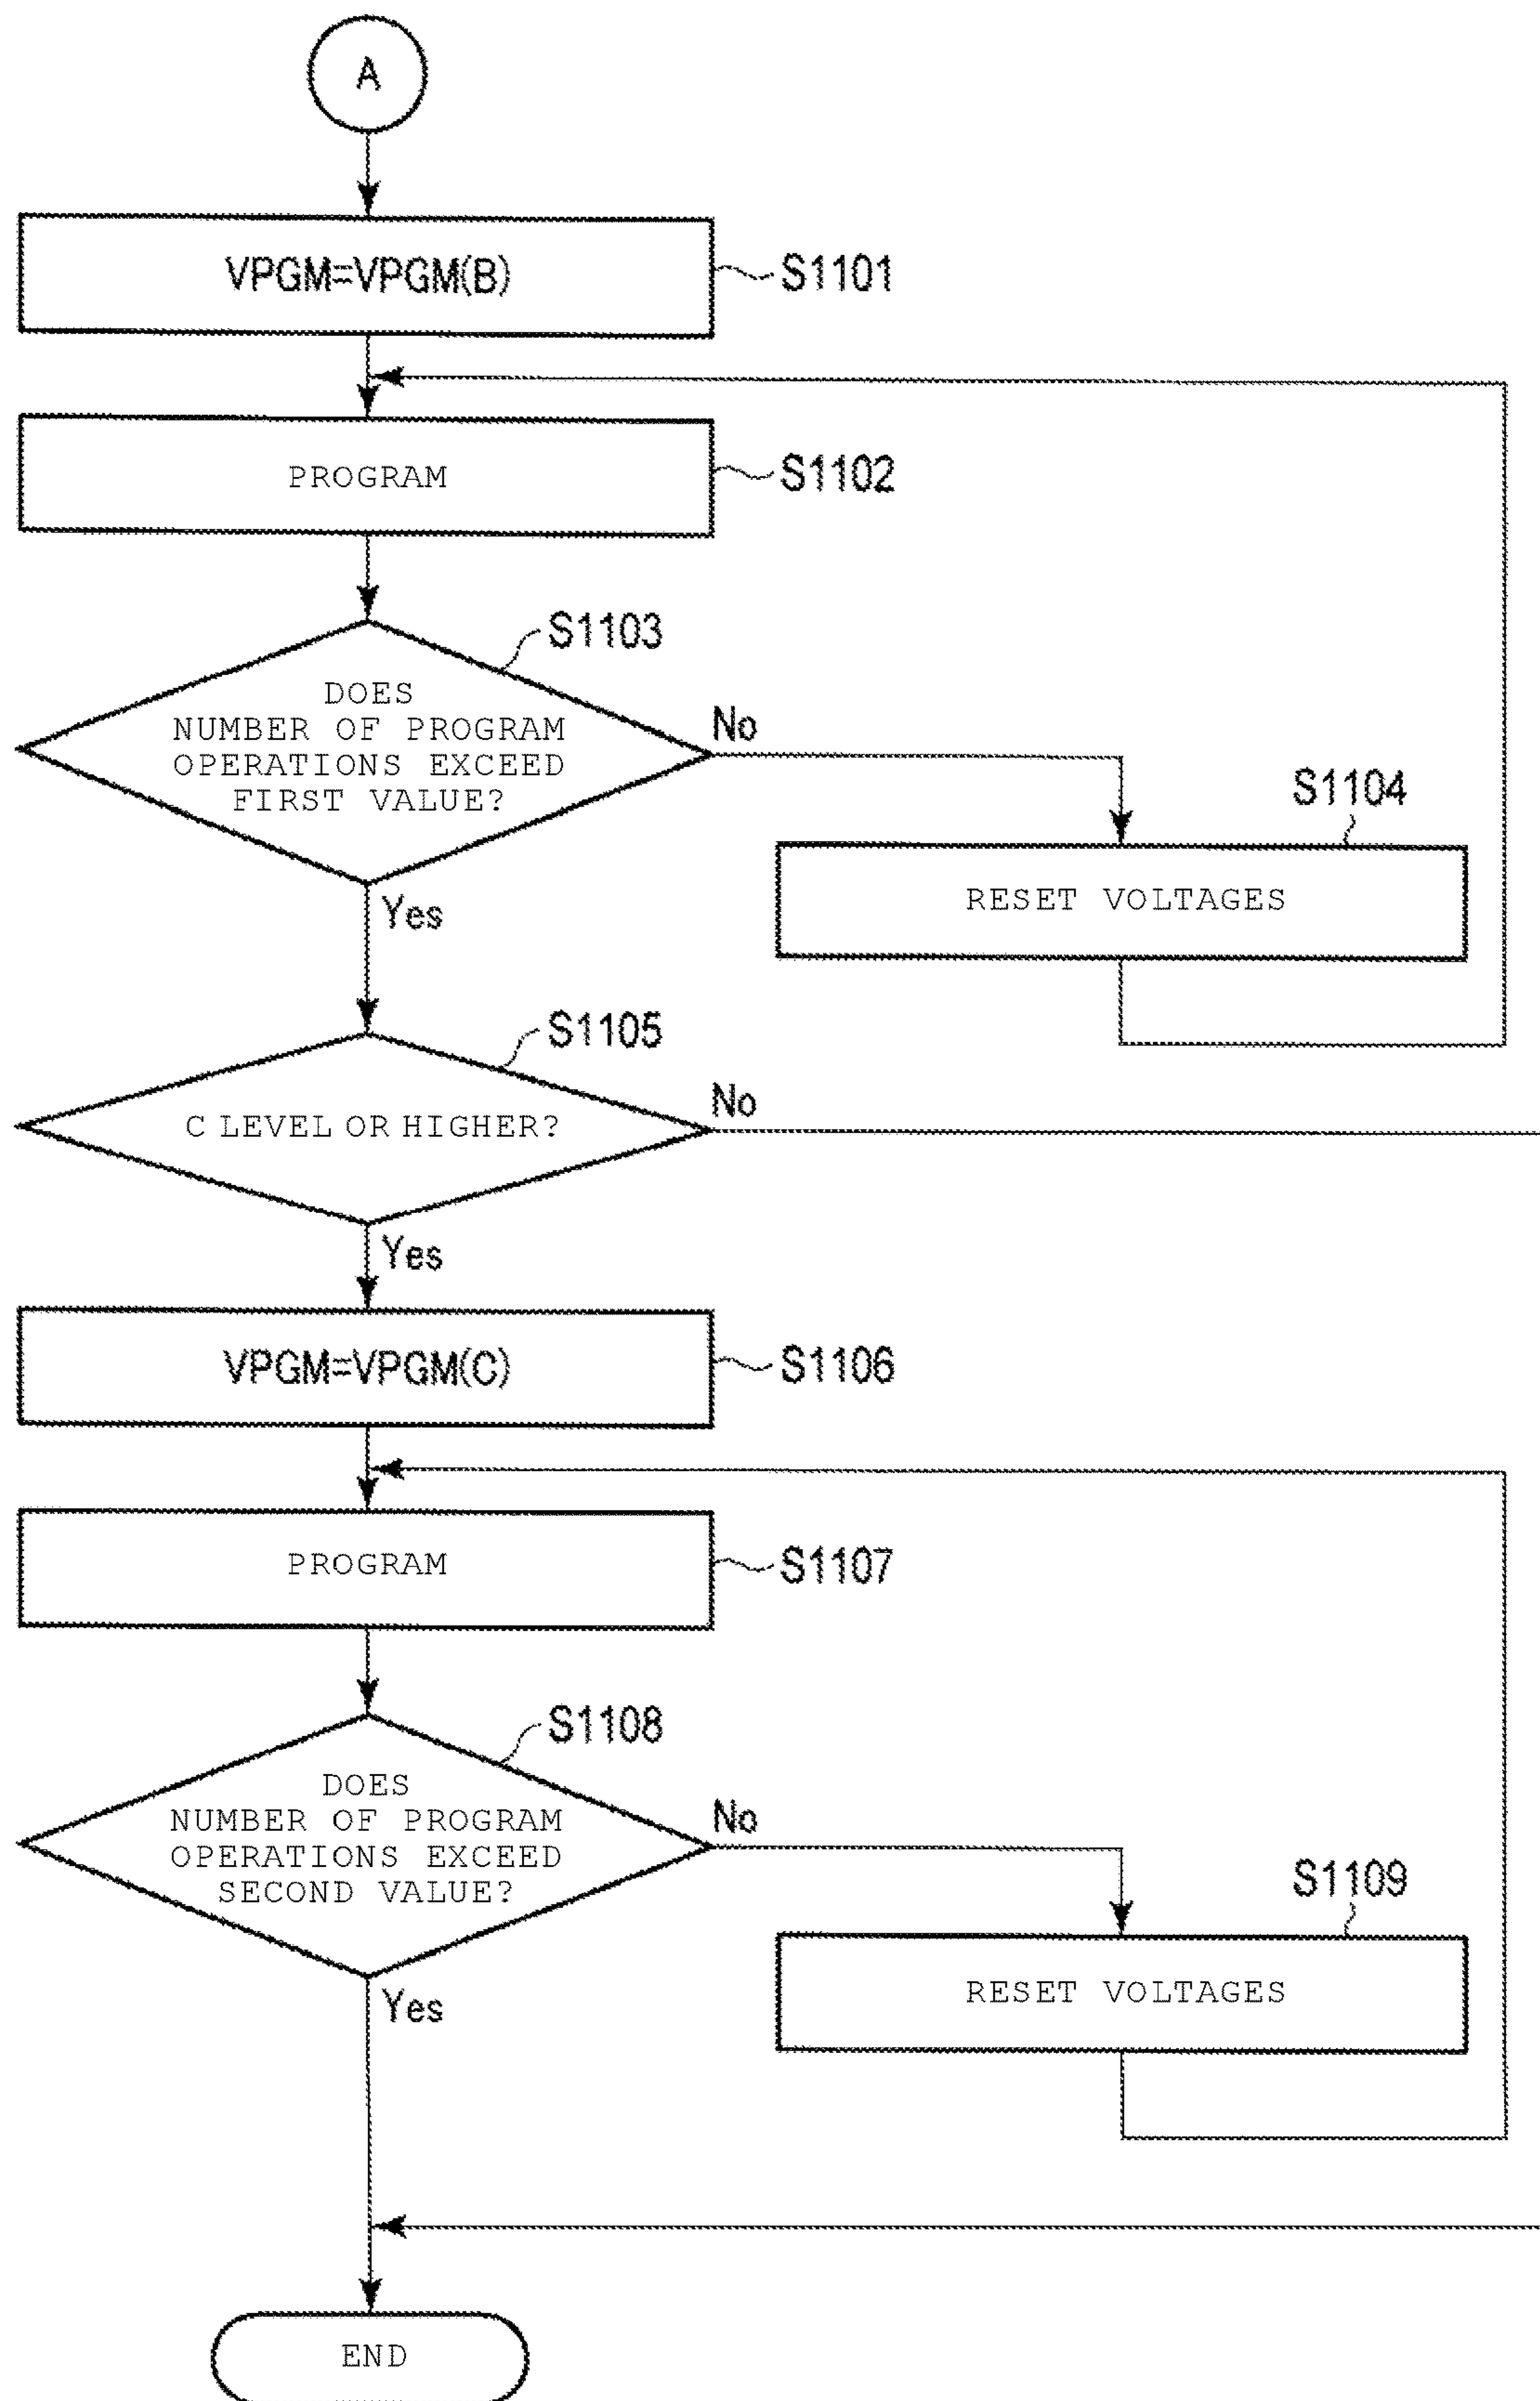 A
VPGM=VPGM(B)
S1101
PROGRAM
S1102
S1103
DOES
NUMBER OF PROGRAM
OPERATIONS EXCEED
FIRST VALUE?
No
S1104
RESET VOLTAGES
Yes
S1105
C LEVEL OR HIGHER?
No
Yes
VPGM=VPGM(C)
S1106
PROGRAM
S1107
S1108
DOES
NUMBER OF PROGRAM
OPERATIONS EXCEED
SECOND VALUE?
No
S1109
RESET VOLTAGES
Yes
END